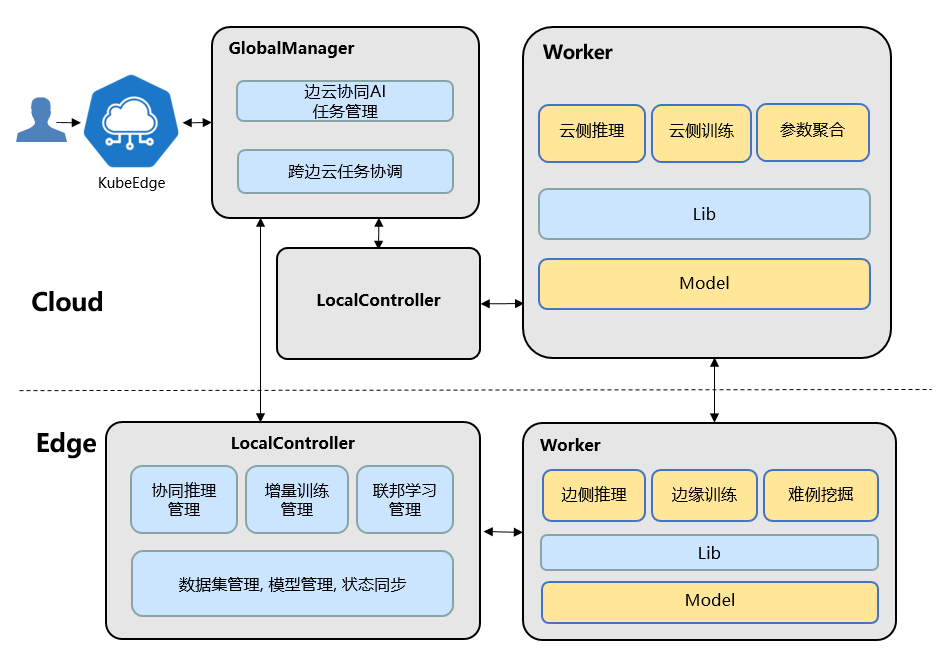 GlobalManager
边云协同AI
任务管理
跨边云任务协调
KubeEdge
Worker
云侧推理
云侧训练
参数聚合
Lib
Model
LocalController
Cloud
Edge
LocalController
协同推理
管理
增量训练
管理
联邦学习
管理
数据集管理, 模型管理, 状态同步
Worker
边侧推理
边缘训练
难例挖掘
Lib
Model